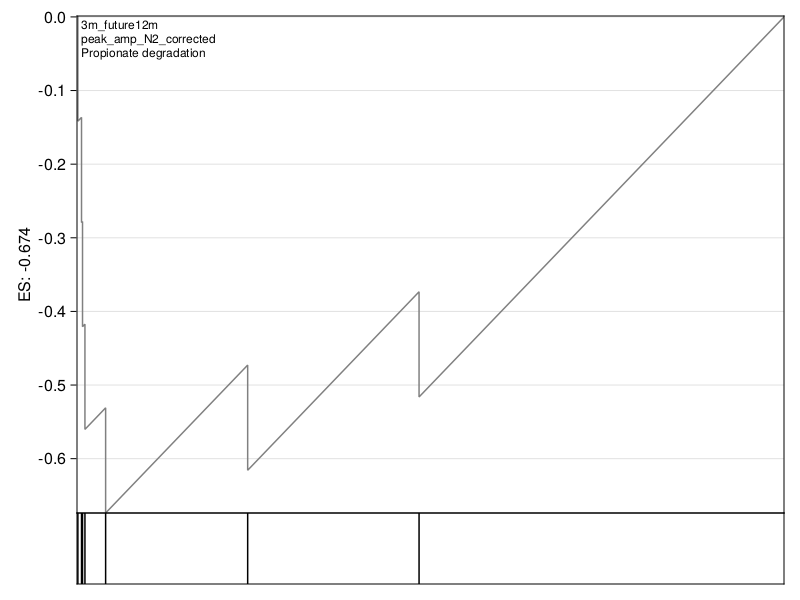 3m_future12m
peak_amp_N2_corrected
Propionate degradation
0.0
-0.1
-0.2
-0.3
-0.4
-0.5
-0.6
ES: -0.674